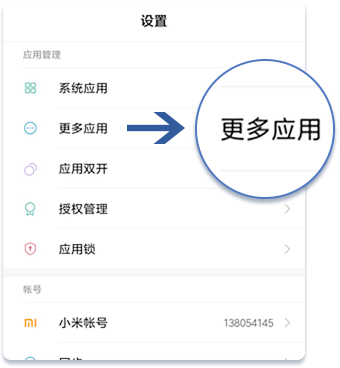 设置
应用管理
系统应用
更多应用
更多应用
应用双开
授权管理
应用锁
帐号
mi 小米帐号 138054145